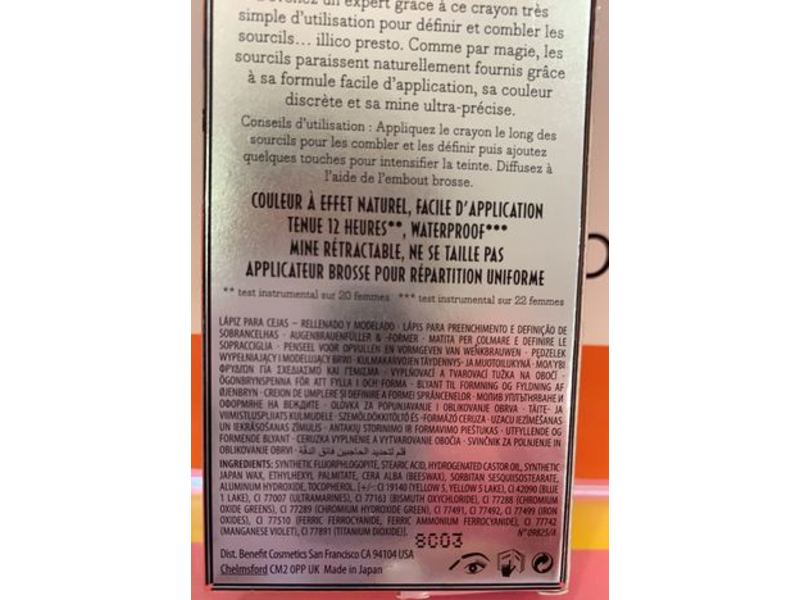 un expert grâce à ce crayon très
simple d'utilisation pour définir et combler les
sourcils... illico presto. Comme par magie, les
sourcils paraissent naturellement fournis grâce
à sa formule facile d'application, sa couleur
discrète et sa mine ultra-précise.
Conseils d'utilisation : Appliquez le crayon le long des
sourcils pour les combler et les définir puis ajoutez
quelques touches pour intensifier la teinte. Diffusez à
l'aide de l'embout brosse.
COULEUR À EFFET NATUREL, FACILE D'APPLICATION
TENUE 12 HEURES**, WATERPROOF***
MINE RÉTRACTABLE, NE SE TAILLE PAS
APPLICATEUR BROSSE POUR RÉPARTITION UNIFORME
** test instrumental sur 20 femmes *** test instrumental sur 22 femmes
LÁPIZ PARA CEJAS – RELLENADO Y MODELADO · LÁPIS PARA PREENCHIMENTO E DEFINIÇÃO DE
SOBRANCELHAS · AUGENBRAUENFÜLLER & -FORMER · MATITA PER COLMARE E DEFINIRE LE
SOPRACCIGLIA · PENSEEL VOOR OPVULLEN EN VORMGEVEN VAN WENKBRAUWEN · PĘDZELEK
WYPEŁNIAJĄCY I MODELUJĄCY BRWI · KULMAKARVOJEN TÄYDENNYS- JA MUOTOILUKYNÄ · ΜΟΛΥΒΙ
ΦΡΥΔΙΩΝ ΓΙΑ ΣΧΕΔΙΑΣΜΟ ΚΑΙ ΓΕΜΙΣΜΑ · VYPLŇOVACÍ A TVAROVACÍ TUŽKA NA OBOČÍ ·
ÖGONBRYNSPENNA FÖR ATT FYLLA I OCH FORMA · BLYANT TIL FORMNING OG FYLDNING AF
ØJENBRYN · CREION DE UMPLERE ȘI DEFINIRE A FORMEI SPRÂNCENELOR · МОЛИВ УПЛЪТНЯВАНЕ И
ОФОРМЯНЕ НА ВЕЖДИТЕ · OLOVKA ZA POPUNJAVANJE I OBLIKOVANJE OBRVA · TÄITE- JA
VIIMISTLUSPLIIATS KULMUDELE · SZEMÖLDÖKKITÖLTŐ ÉS -FORMÁZÓ CERUZA · UZACU IEZĪMĒŠANAS
UN IEKRĀSOŠANAS ZĪMULIS · ANTAKIŲ STORINIMO IR FORMAVIMO PIEŠTUKAS · UTFYLLENDE OG
FORMENDE BLYANT · CERUZKA VYPLNENIE A VYTVAROVANIE OBOČIA · SVINČNIK ZA POLNJENJE IN
OBLIKOVANJE OBRVI · قلم لتحديد الحاجبين فائق الدقة
INGREDIENTS: SYNTHETIC FLUORPHLOGOPITE, STEARIC ACID, HYDROGENATED CASTOR OIL, SYNTHETIC
JAPAN WAX, ETHYLHEXYL PALMITATE, CERA ALBA (BEESWAX), SORBITAN SESQUIISOSTEARATE,
ALUMINUM HYDROXIDE, TOCOPHEROL. [+/-: CI 19140 (YELLOW 5, YELLOW 5 LAKE), CI 42090 (BLUE
1 LAKE), CI 77007 (ULTRAMARINES), CI 77163 (BISMUTH OXYCHLORIDE), CI 77288 (CHROMIUM
OXIDE GREENS), CI 77289 (CHROMIUM HYDROXIDE GREEN), CI 77491, CI 77492, CI 77499 (IRON
OXIDES), CI 77510 (FERRIC FERROCYANIDE, FERRIC AMMONIUM FERROCYANIDE), CI 77742
(MANGANESE VIOLET), CI 77891 (TITANIUM DIOXIDE)]. N° 09825/A
8003
Dist. Benefit Cosmetics San Francisco CA 94104 USA
Chelmsford CM2 0PP UK Made in Japan